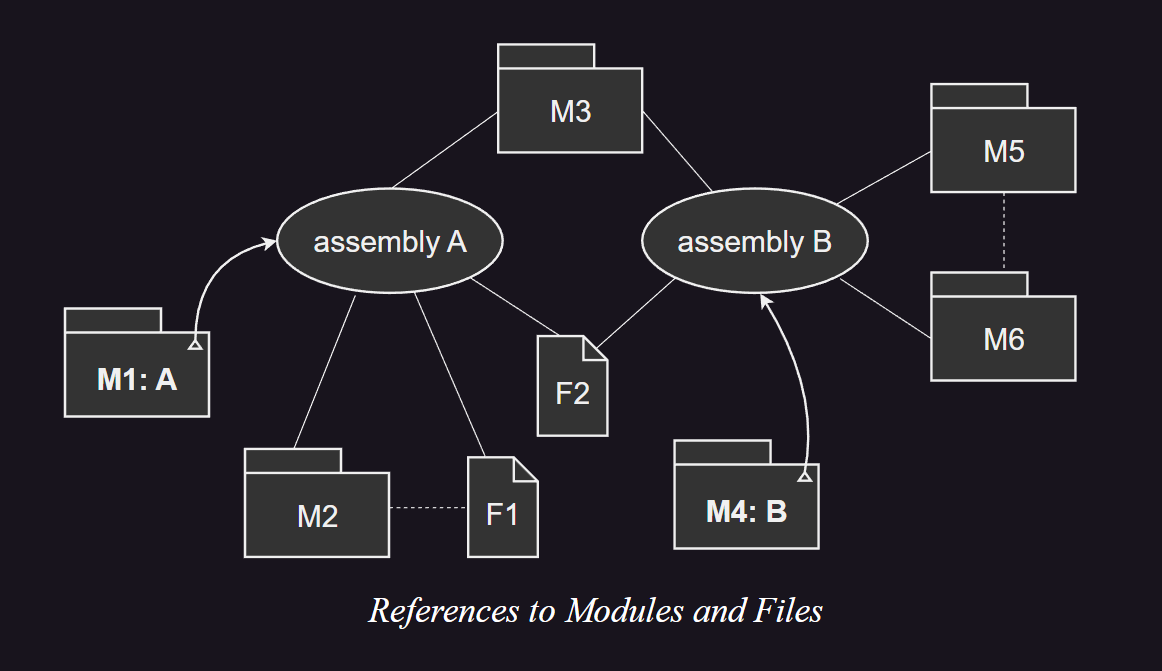 M3
M5
assembly A
assembly B
M6
M1: A
F2
M2
F1
M4: B
References to Modules and Files